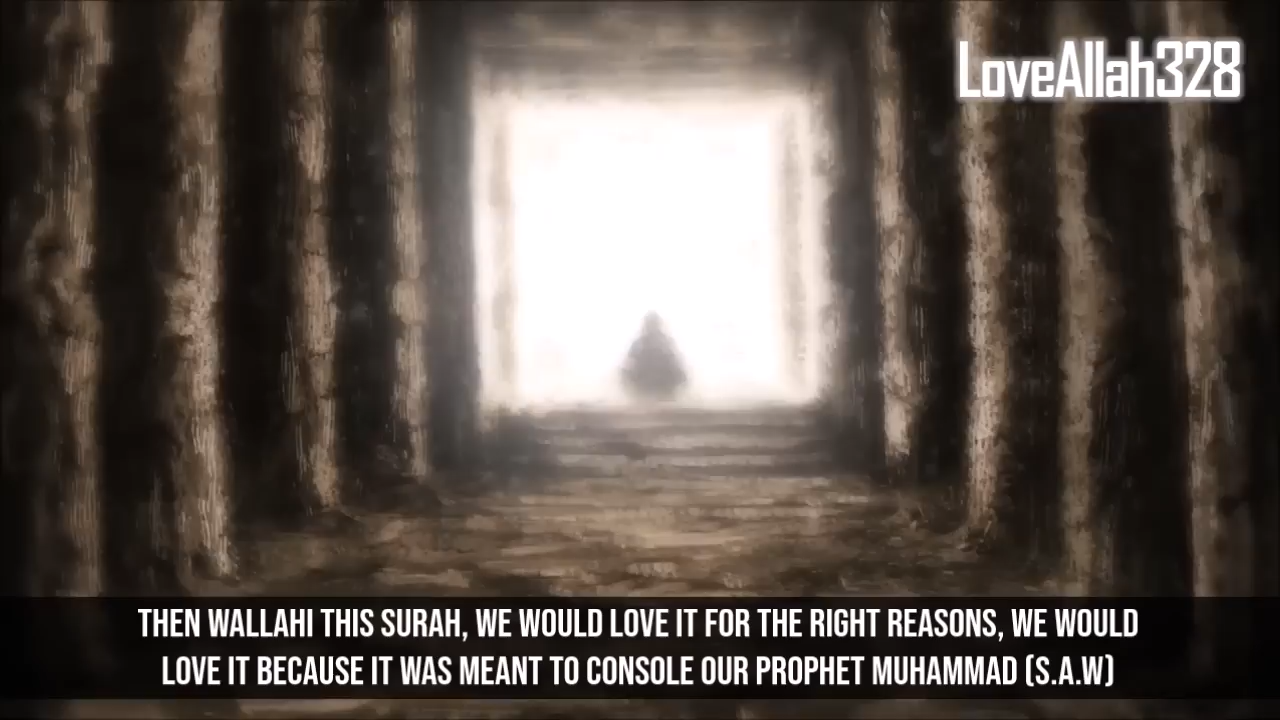 LoveAllah328
THEN WALLAHI THIS SURAH, WE WOULD LOVE IT FOR THE RIGHT REASONS, WE WOULD
LOVE IT BECAUSE IT WAS MEANT TO CONSOLE OUR PROPHET MUHAMMAD (S.A.W)